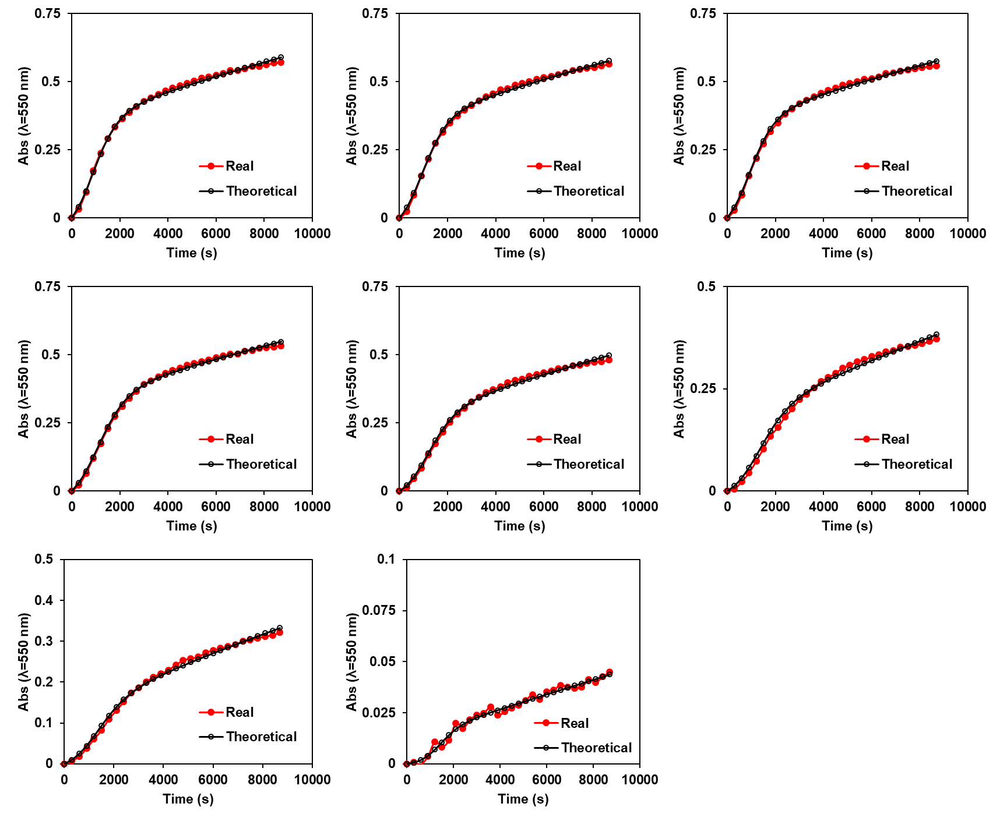 0.75
0.5
0.25
0
Abs (λ=550 nm)
0 2000 4000 6000 8000 10000
Time (s)
Real
Theoretical
0.75
0.5
0.25
0
Abs (λ=550 nm)
0 2000 4000 6000 8000 10000
Time (s)
Real
Theoretical
0.75
0.5
0.25
0
Abs (λ=550 nm)
0 2000 4000 6000 8000 10000
Time (s)
Real
Theoretical
0.75
0.5
0.25
0
Abs (λ=550 nm)
0 2000 4000 6000 8000 10000
Time (s)
Real
Theoretical
0.75
0.5
0.25
0
Abs (λ=550 nm)
0 2000 4000 6000 8000 10000
Time (s)
Real
Theoretical
0.5
0.25
0
Abs (λ=550 nm)
0 2000 4000 6000 8000 10000
Time (s)
Real
Theoretical
0.5
0.4
0.3
0.2
0.1
0
Abs (λ=550 nm)
0 2000 4000 6000 8000 10000
Time (s)
Real
Theoretical
0.1
0.075
0.05
0.025
0
Abs (λ=550 nm)
0 2000 4000 6000 8000 10000
Time (s)
Real
Theoretical